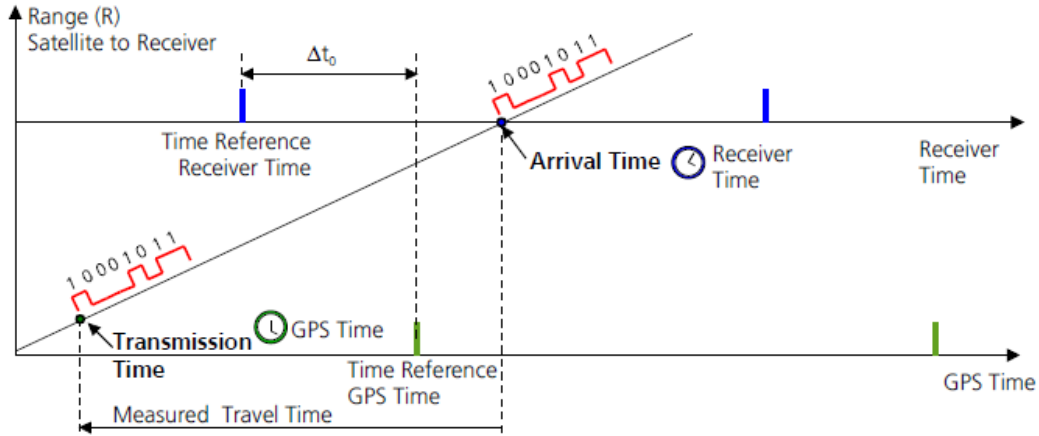 Range (R)
Satellite to Receiver
Δt₀
1 0 0 0 1 0 1 1
Time Reference
Receiver Time
Arrival Time
Receiver
Time
Receiver
Time
1 0 0 0 1 0 1 1
Transmission
Time
GPS Time
Time Reference
GPS Time
GPS Time
Measured Travel Time